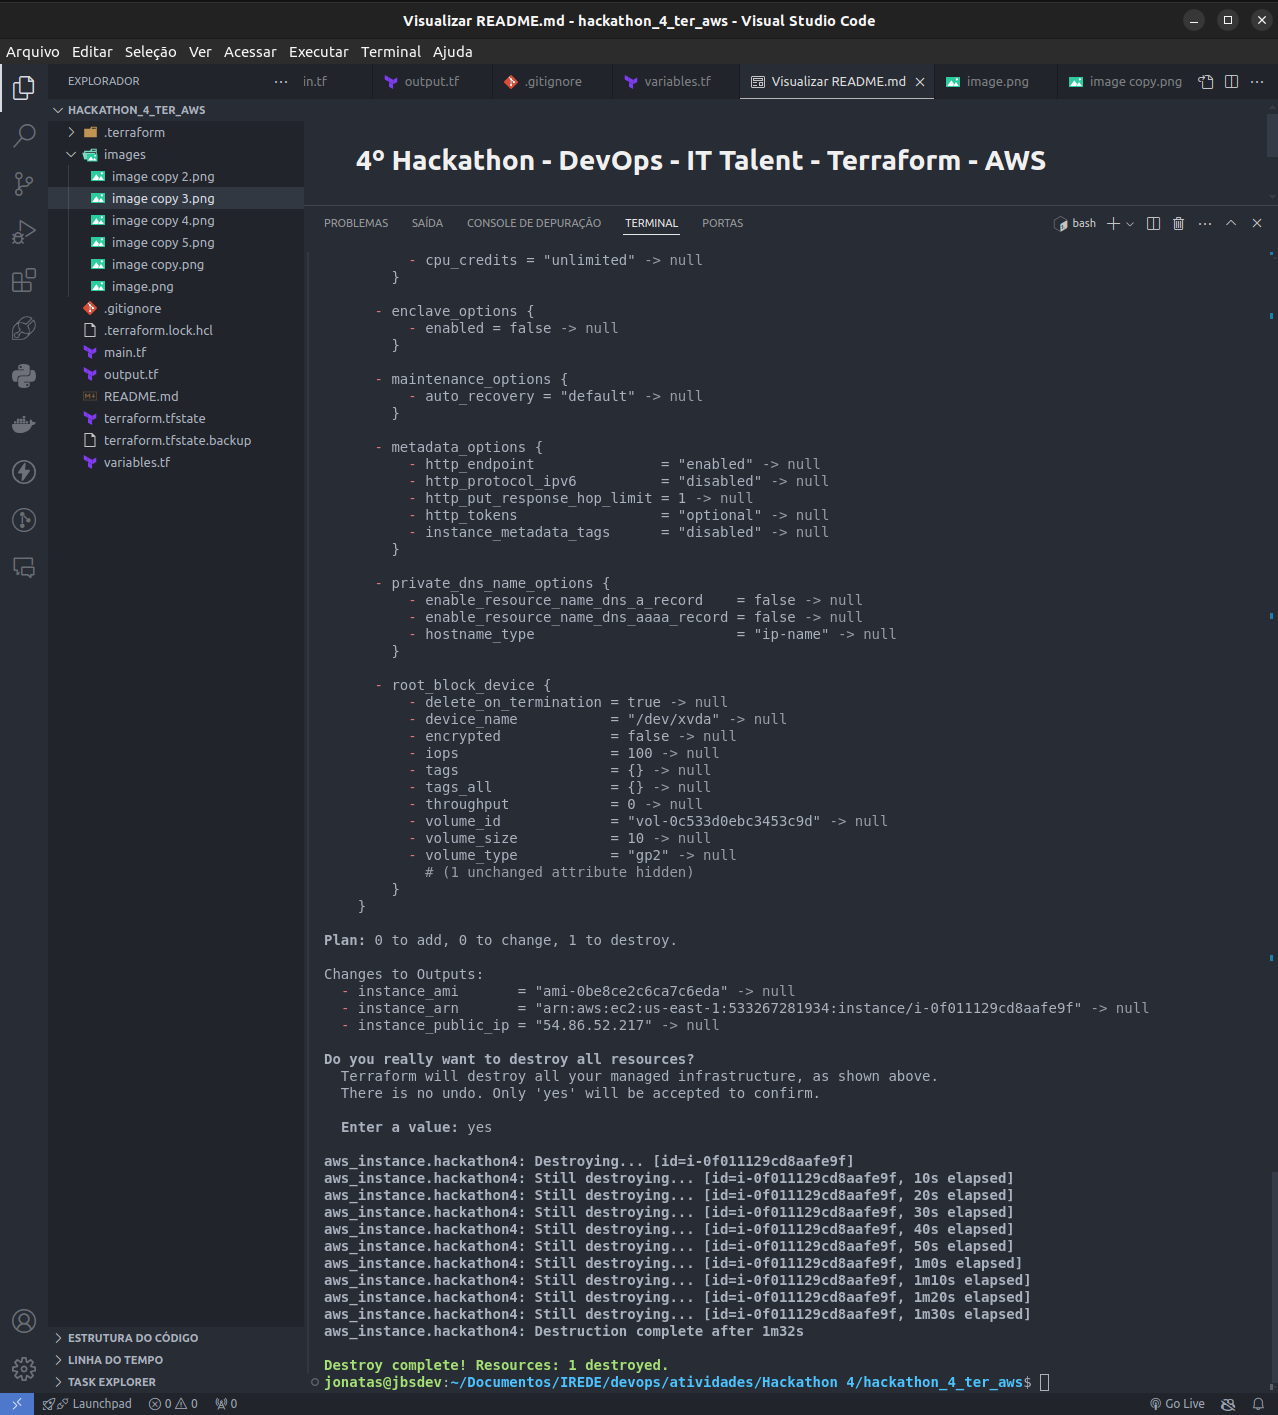 Visualizar README.md - hackathon_4_ter_aws - Visual Studio Code
Arquivo Editar Seleção Ver Acessar Executar Terminal Ajuda
EXPLORADOR
in.tf
output.tf
.gitignore
variables.tf
Visualizar README.md
image.png
image copy.png
HACKATHON_4_TER_AWS
.terraform
images
image copy 2.png
image copy 3.png
image copy 4.png
image copy 5.png
image copy.png
image.png
.gitignore
.terraform.lock.hcl
main.tf
output.tf
README.md
terraform.tfstate
terraform.tfstate.backup
variables.tf
ESTRUTURA DO CÓDIGO
LINHA DO TEMPO
TASK EXPLORER
4º Hackathon - DevOps - IT Talent - Terraform - AWS
PROBLEMAS SAÍDA CONSOLE DE DEPURAÇÃO TERMINAL PORTAS
bash
- cpu_credits = "unlimited" -> null
}
- enclave_options {
- enabled = false -> null
}
- maintenance_options {
- auto_recovery = "default" -> null
}
- metadata_options {
- http_endpoint = "enabled" -> null
- http_protocol_ipv6 = "disabled" -> null
- http_put_response_hop_limit = 1 -> null
- http_tokens = "optional" -> null
- instance_metadata_tags = "disabled" -> null
}
- private_dns_name_options {
- enable_resource_name_dns_a_record = false -> null
- enable_resource_name_dns_aaaa_record = false -> null
- hostname_type = "ip-name" -> null
}
- root_block_device {
- delete_on_termination = true -> null
- device_name = "/dev/xvda" -> null
- encrypted = false -> null
- iops = 100 -> null
- tags = {} -> null
- tags_all = {} -> null
- throughput = 0 -> null
- volume_id = "vol-0c533d0ebc3453c9d" -> null
- volume_size = 10 -> null
- volume_type = "gp2" -> null
# (1 unchanged attribute hidden)
}
}
Plan: 0 to add, 0 to change, 1 to destroy.
Changes to Outputs:
- instance_ami = "ami-0be8ce2c6ca7c6eda" -> null
- instance_arn = "arn:aws:ec2:us-east-1:533267281934:instance/i-0f011129cd8aafe9f" -> null
- instance_public_ip = "54.86.52.217" -> null
Do you really want to destroy all resources?
Terraform will destroy all your managed infrastructure, as shown above.
There is no undo. Only 'yes' will be accepted to confirm.
Enter a value: yes
aws_instance.hackathon4: Destroying... [id=i-0f011129cd8aafe9f]
aws_instance.hackathon4: Still destroying... [id=i-0f011129cd8aafe9f, 10s elapsed]
aws_instance.hackathon4: Still destroying... [id=i-0f011129cd8aafe9f, 20s elapsed]
aws_instance.hackathon4: Still destroying... [id=i-0f011129cd8aafe9f, 30s elapsed]
aws_instance.hackathon4: Still destroying... [id=i-0f011129cd8aafe9f, 40s elapsed]
aws_instance.hackathon4: Still destroying... [id=i-0f011129cd8aafe9f, 50s elapsed]
aws_instance.hackathon4: Still destroying... [id=i-0f011129cd8aafe9f, 1m0s elapsed]
aws_instance.hackathon4: Still destroying... [id=i-0f011129cd8aafe9f, 1m10s elapsed]
aws_instance.hackathon4: Still destroying... [id=i-0f011129cd8aafe9f, 1m20s elapsed]
aws_instance.hackathon4: Still destroying... [id=i-0f011129cd8aafe9f, 1m30s elapsed]
aws_instance.hackathon4: Destruction complete after 1m32s
Destroy complete! Resources: 1 destroyed.
jonatas@jbsdev:~/Documentos/IREDE/devops/atividades/Hackathon 4/hackathon_4_ter_aws$
Launchpad 0 0 0 Go Live